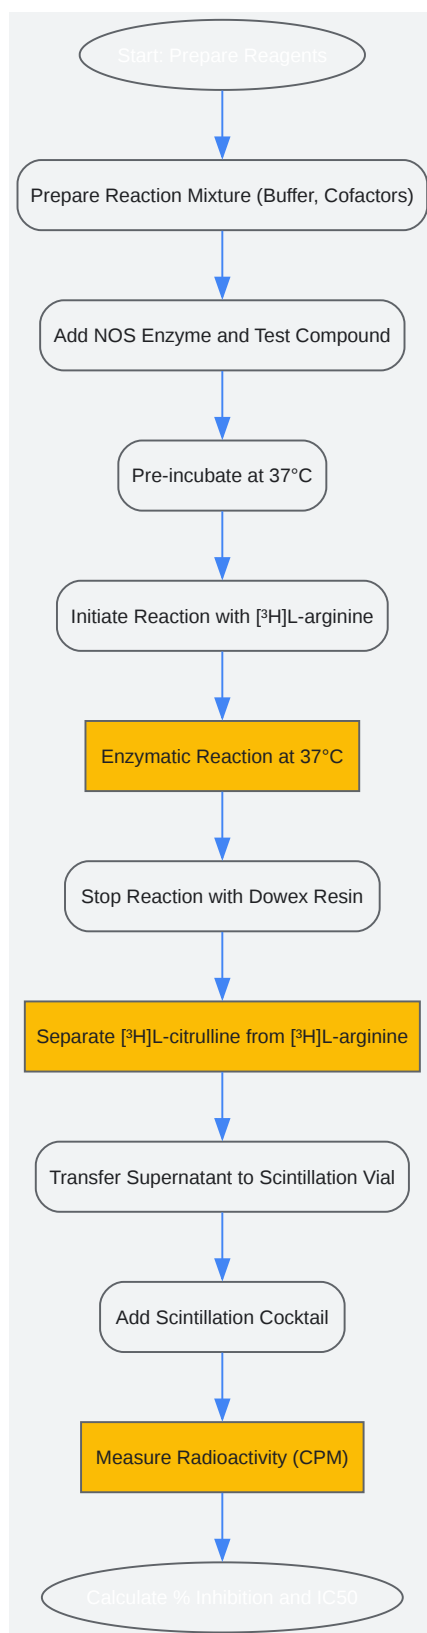 Start: Prepare Reagents
Prepare Reaction Mixture (Buffer, Cofactors)
Add NOS Enzyme and Test Compound
Pre-incubate at 37°C
Initiate Reaction with [³H]L-arginine
Enzymatic Reaction at 37°C
Stop Reaction with Dowex Resin
Separate [³H]L-citrulline from [³H]L-arginine
Transfer Supernatant to Scintillation Vial
Add Scintillation Cocktail
Measure Radioactivity (CPM)
Calculate % Inhibition and IC50